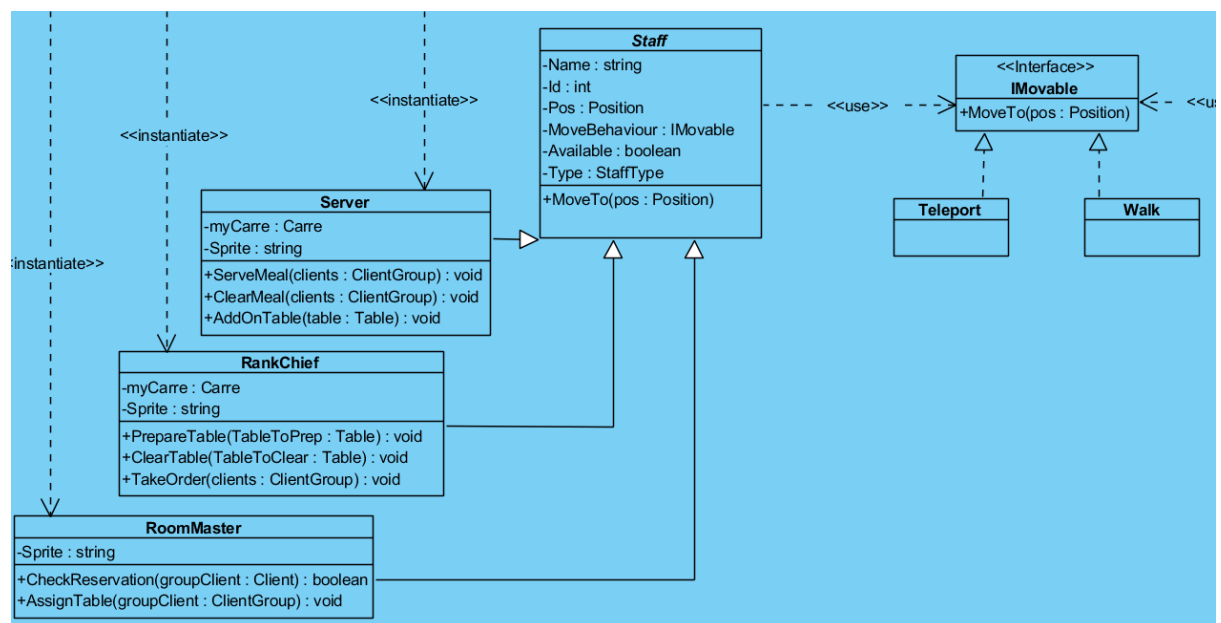 Staff
-Name : string
-Id : int
-Pos : Position
-MoveBehaviour : IMovable
-Available : boolean
-Type : StaffType
+MoveTo(pos : Position)
<<use>>
<<Interface>>
IMovable
+MoveTo(pos : Position)
<<us
Teleport
Walk
<<instantiate>>
<<instantiate>>
instantiate>>
Server
-myCarre : Carre
-Sprite : string
+ServeMeal(clients : ClientGroup) : void
+ClearMeal(clients : ClientGroup) : void
+AddOnTable(table : Table) : void
RankChief
-myCarre : Carre
-Sprite : string
+PrepareTable(TableToPrep : Table) : void
+ClearTable(TableToClear : Table) : void
+TakeOrder(clients : ClientGroup) : void
RoomMaster
-Sprite : string
+CheckReservation(groupClient : Client) : boolean
+AssignTable(groupClient : ClientGroup) : void